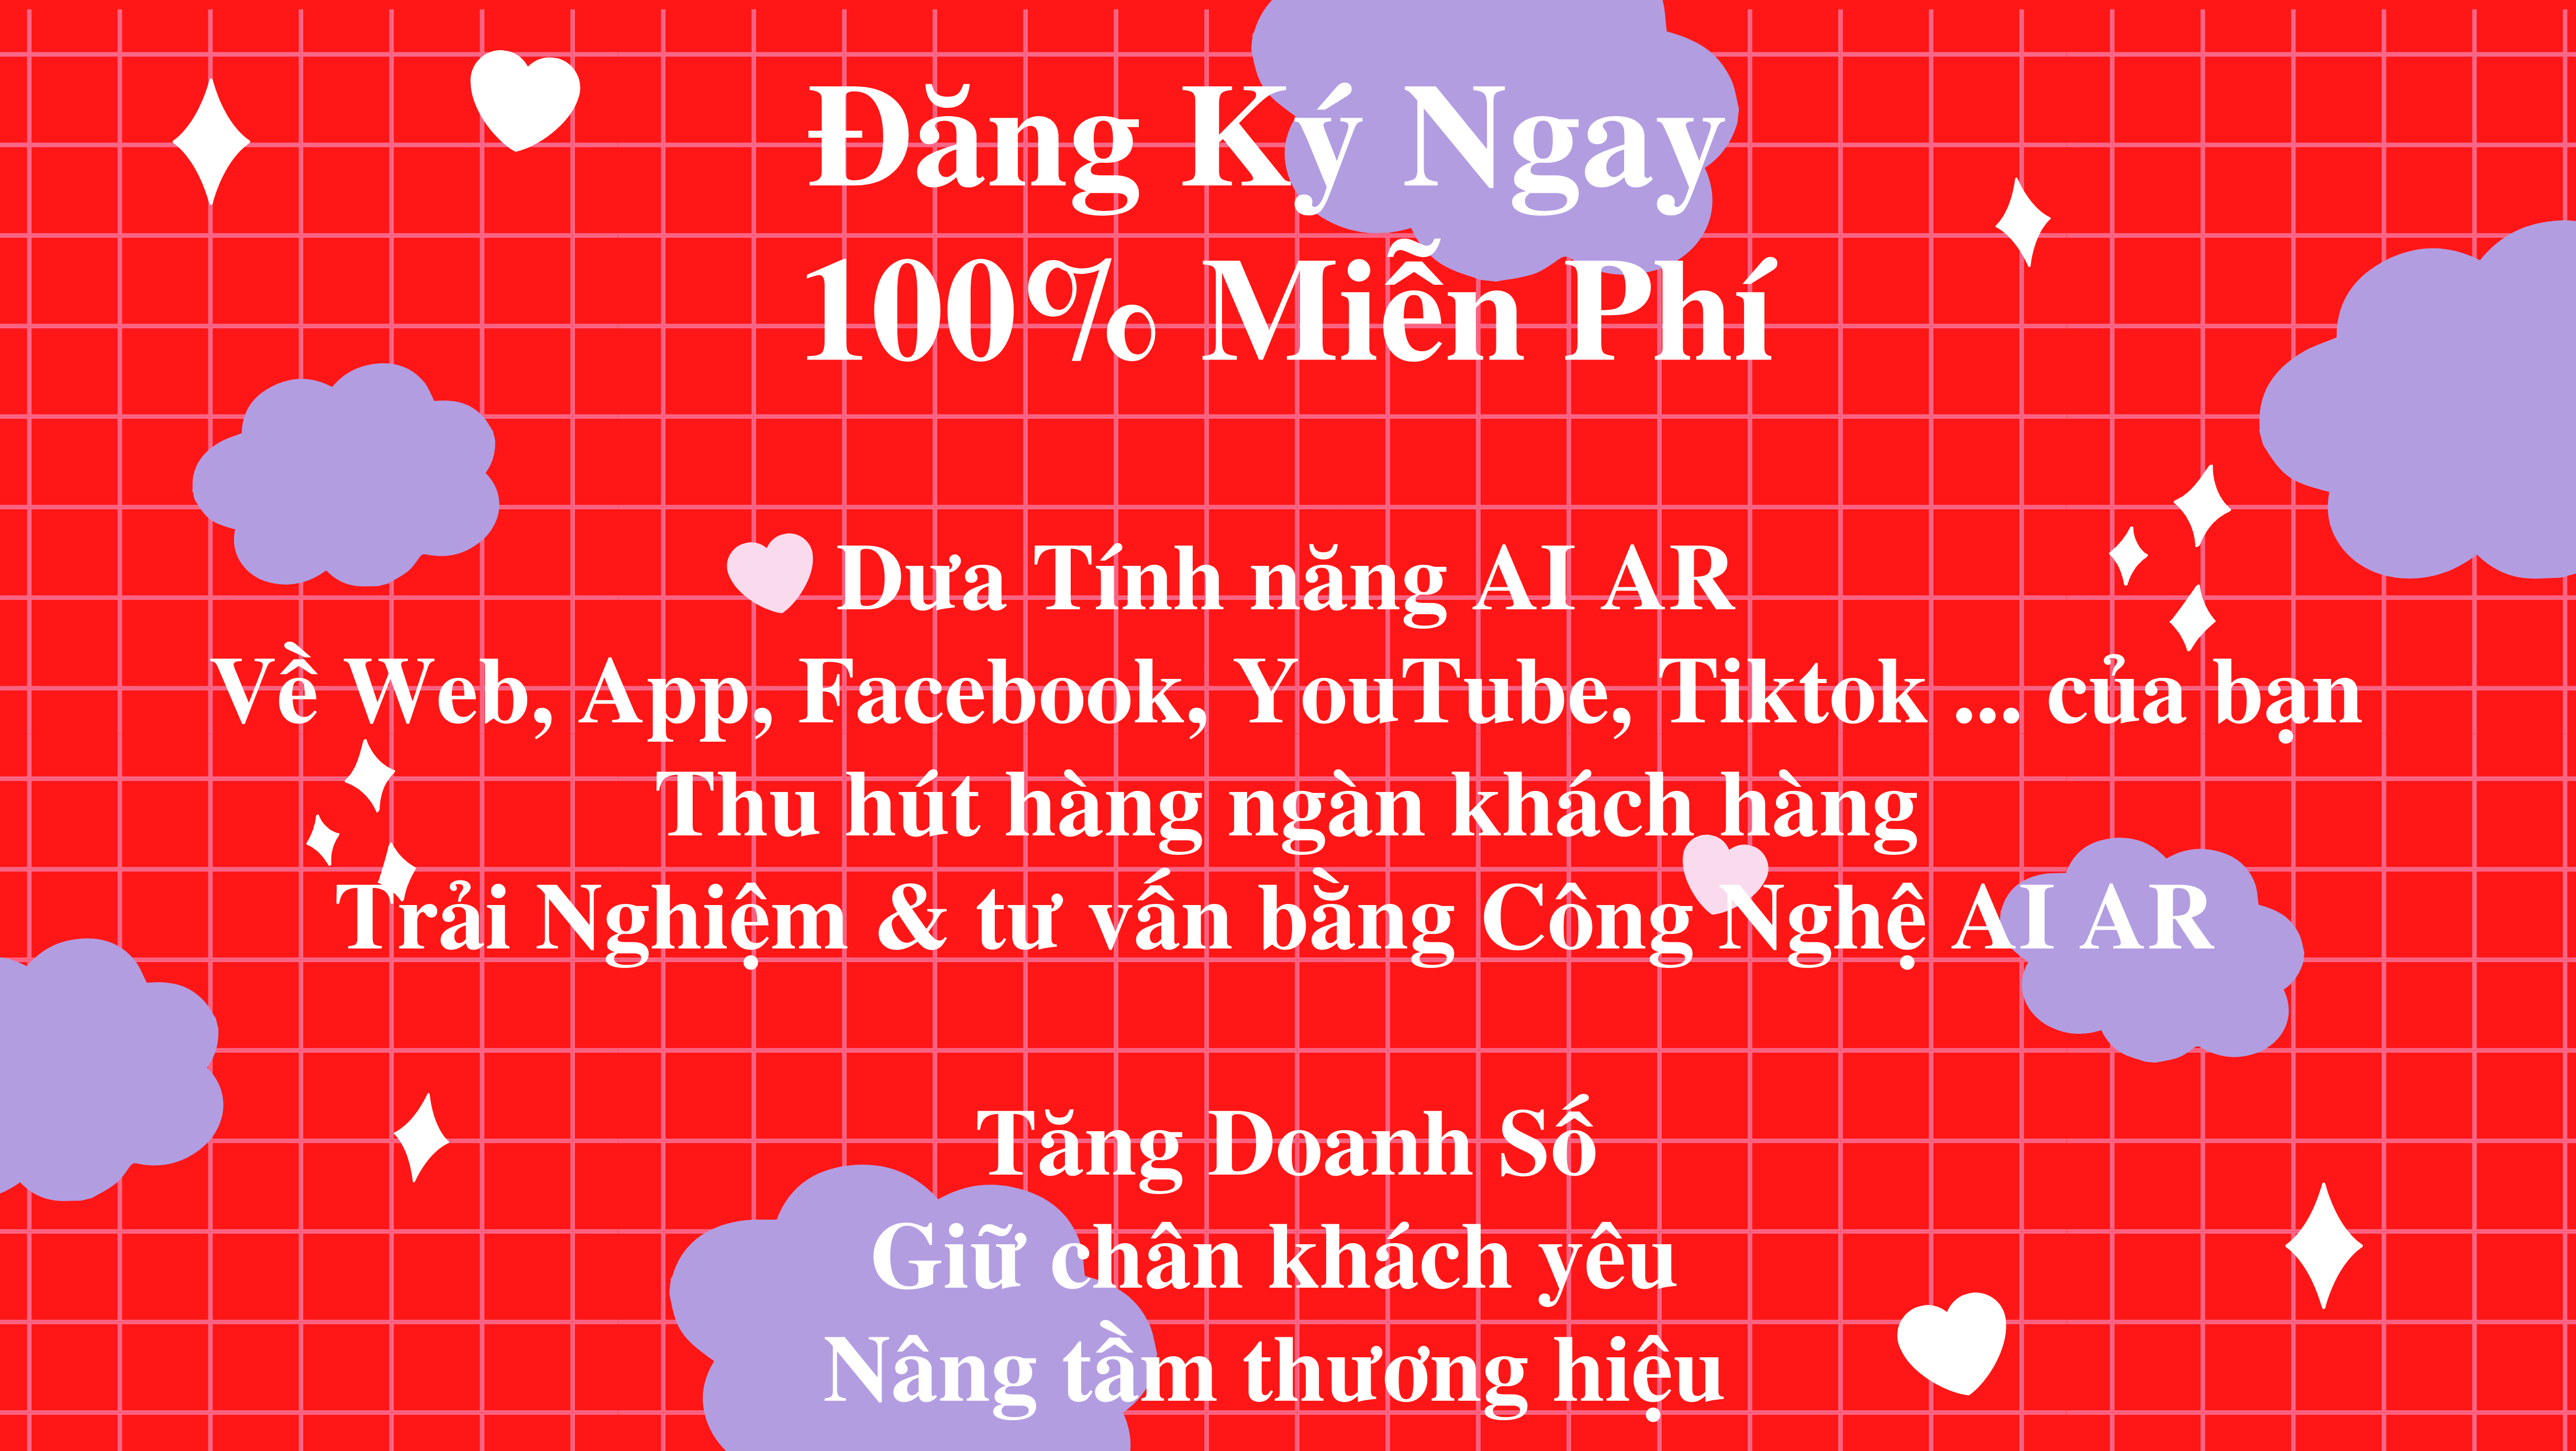 Đăng Ký Ngay
100% Miễn Phí
Dưa Tính năng AI AR
Về Web, App, Facebook, YouTube, Tiktok ... của bạn
Thu hút hàng ngàn khách hàng
Trải Nghiệm & tư vấn bằng Công Nghệ AI AR
Tăng Doanh Số
Giữ chân khách yêu
Nâng tầm thương hiệu